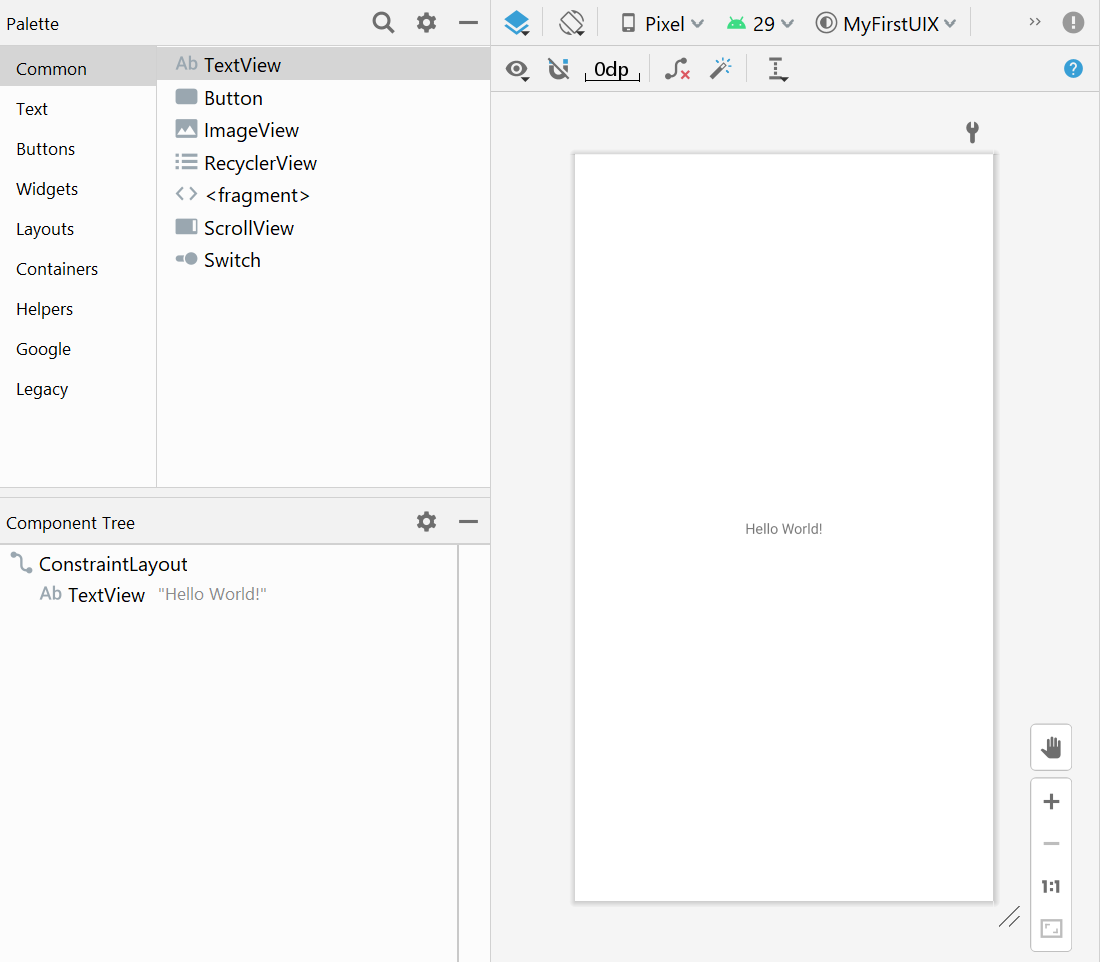 Palette
Common
Text
Buttons
Widgets
Layouts
Containers
Helpers
Google
Legacy
Ab TextView
Button
ImageView
RecyclerView
<fragment>
ScrollView
Switch
Component Tree
ConstraintLayout
Ab TextView "Hello World!"
Pixel 29 MyFirstUIX
0dp
Hello World!
1:1